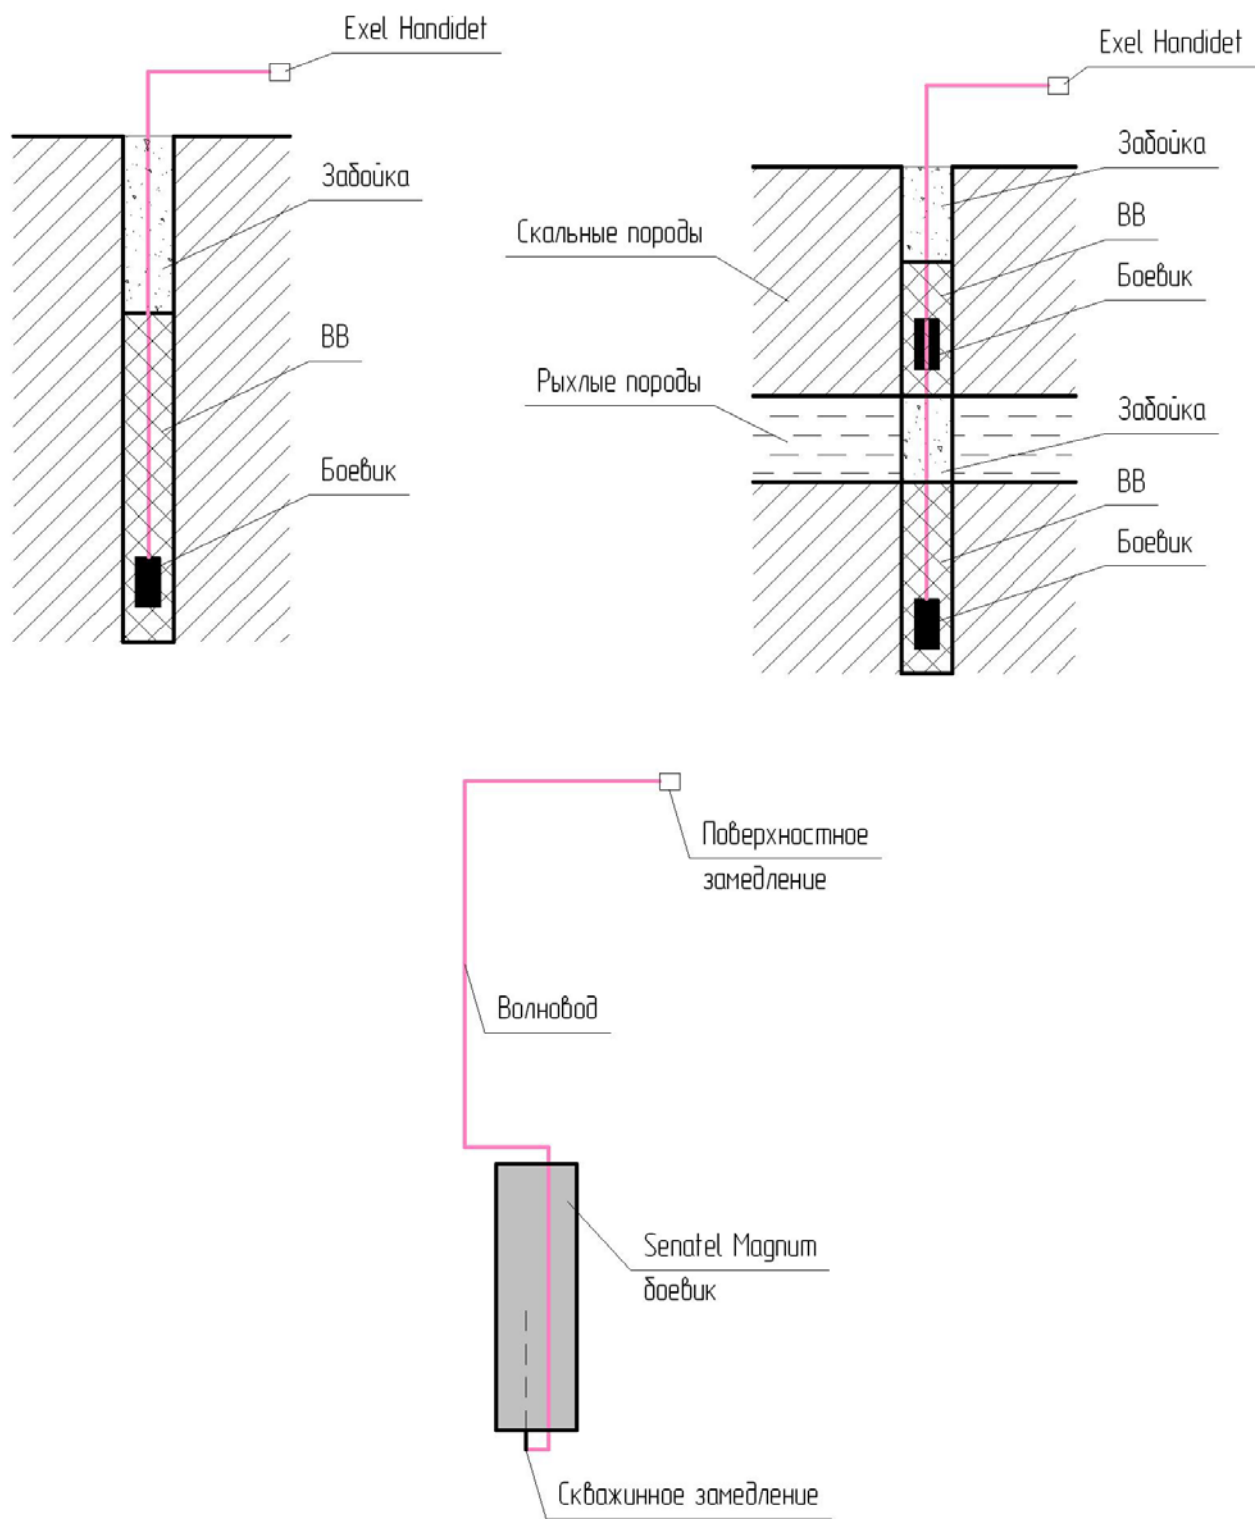 Exel Handidet
Забойка
ВВ
Боевик
Exel Handidet
Забойка
ВВ
Боевик
Скальные породы
Рыхлые породы
Забойка
ВВ
Боевик
Поверхностное
замедление
Волновод
Senatel Magnum
боевик
Скважинное замедление